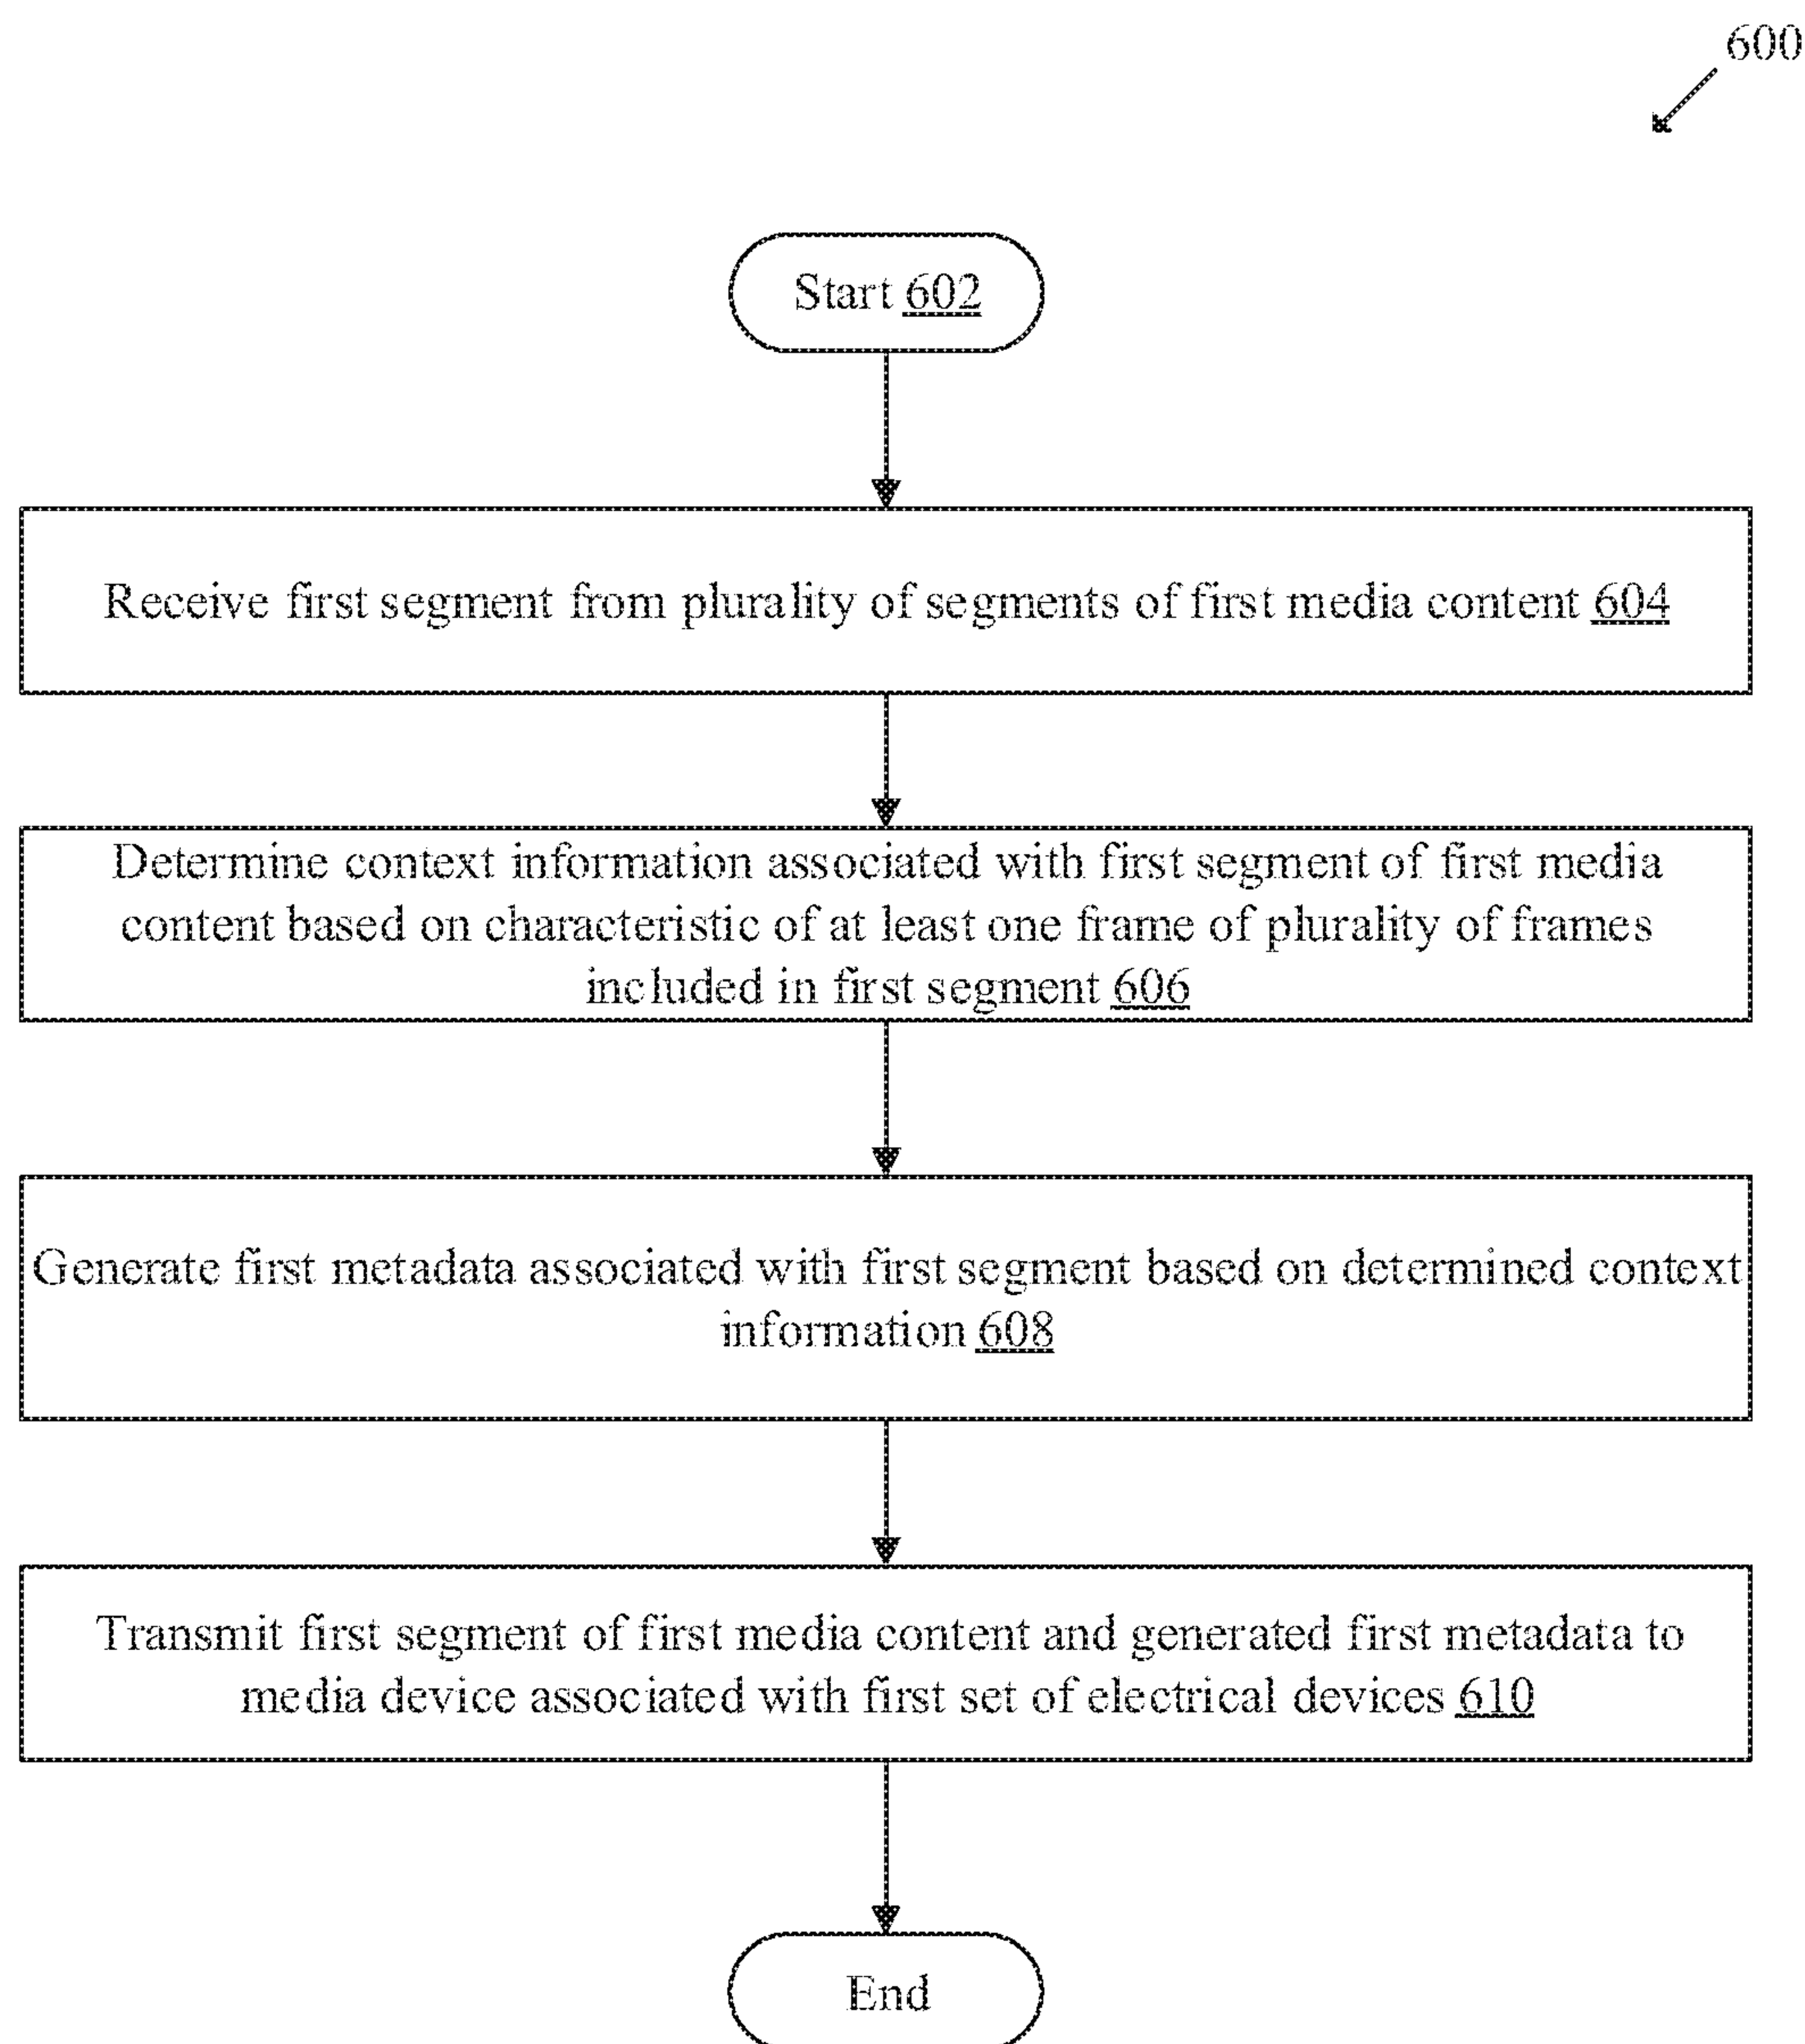 600
Start 602
Receive first segment from plurality of segments of first media content 604
Determine context information associated with first segment of first media
content based on characteristic of at least one frame of plurality of frames
included in first segment 606
Generate first metadata associated with first segment based on determined context
information 608
Transmit first segment of first media content and generated first metadata to
media device associated with first set of electrical devices 610
End